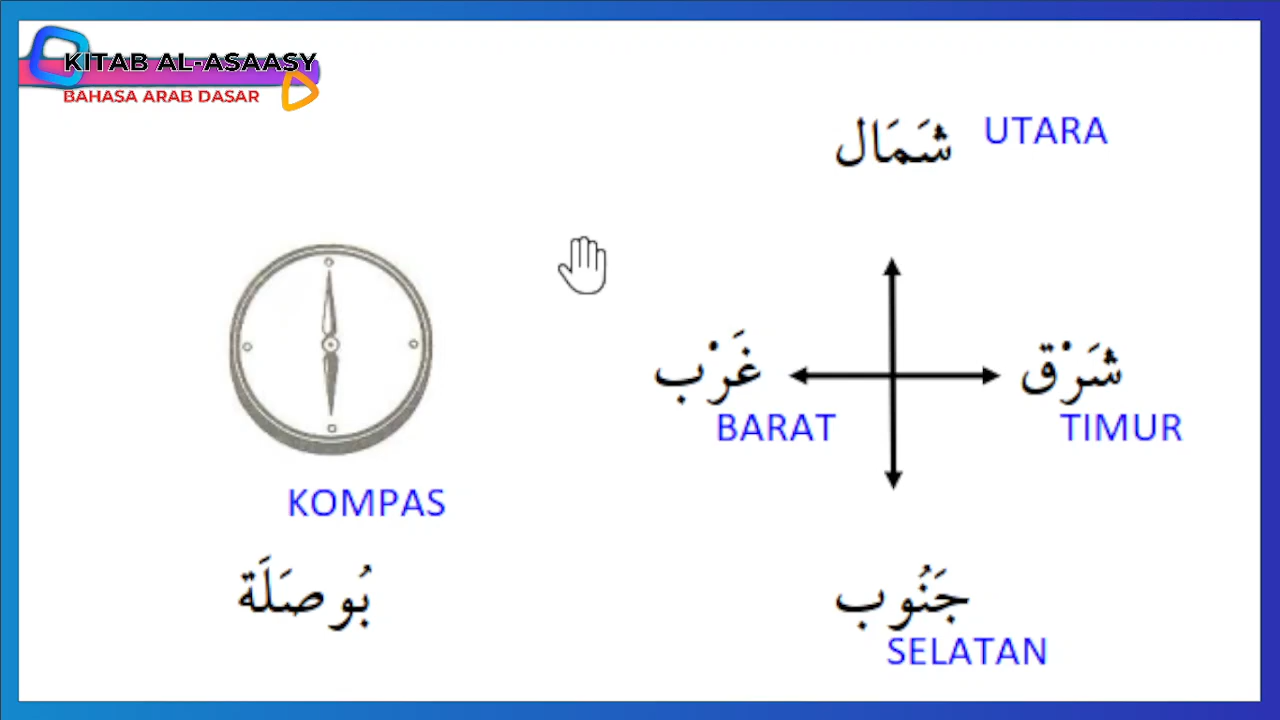 KITAB AL-ASAASY
BAHASA ARAB DASAR
شَمَال UTARA
غَرْب
شَرْق
BARAT
TIMUR
KOMPAS
بُوصَلَة
جَنُوب
SELATAN